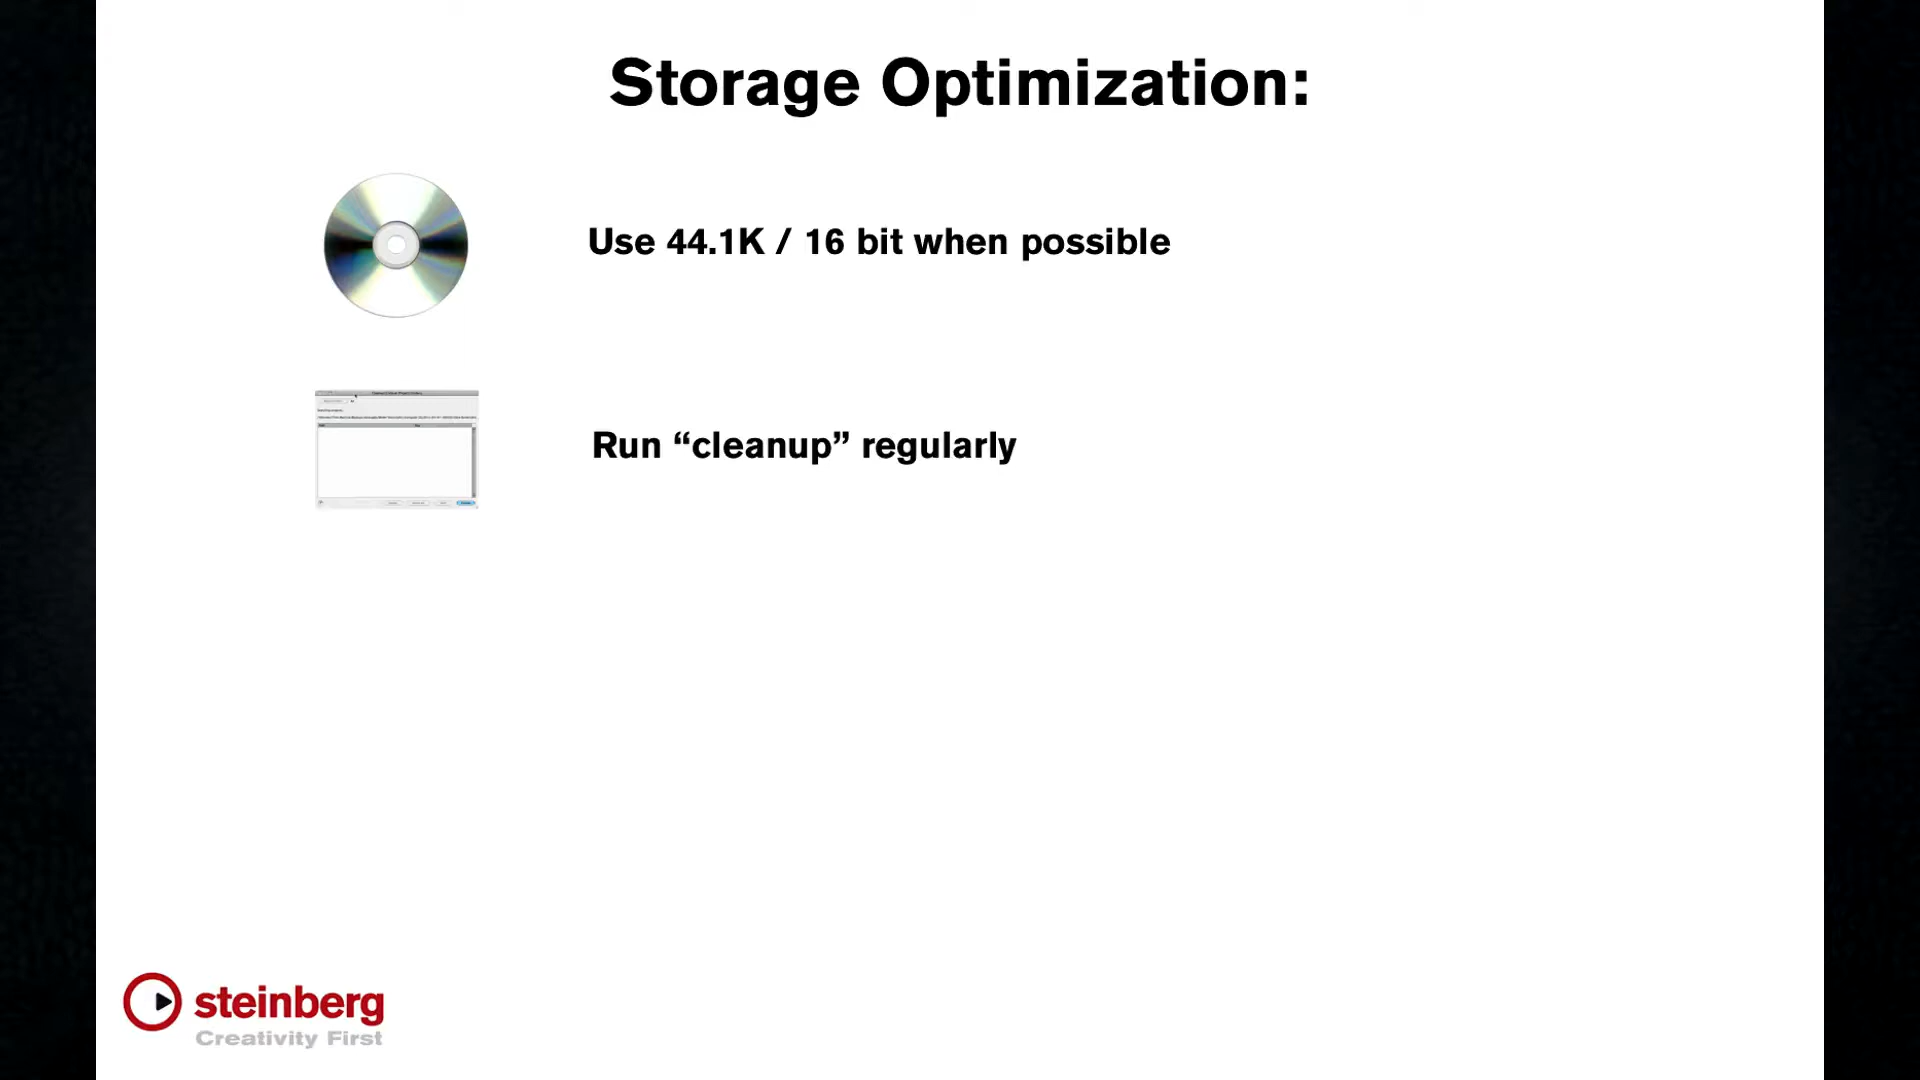 Storage Optimization:
Use 44.1K / 16 bit when possible
Run “cleanup” regularly
steinberg
Creativity First